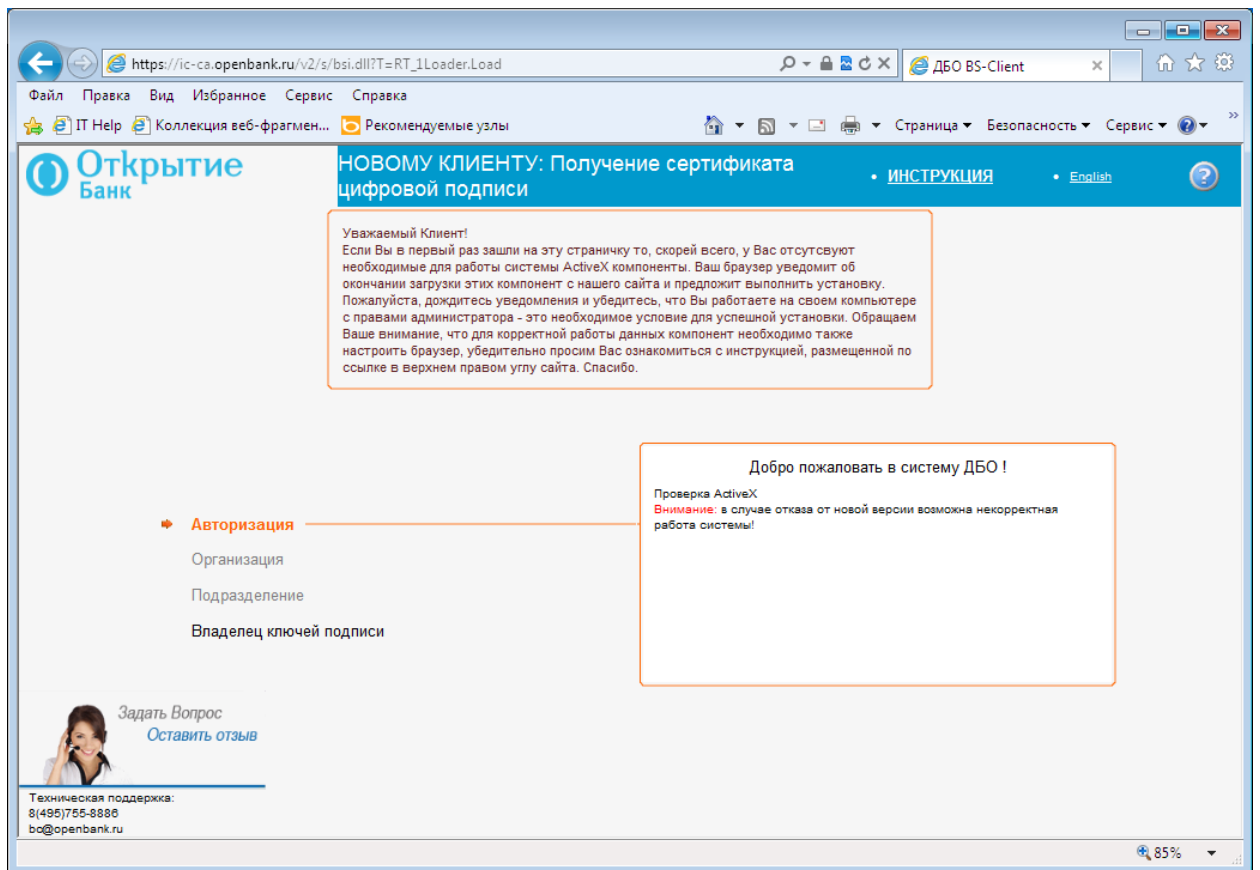 https://ic-ca.openbank.ru/v2/s/bsi.dll?T=RT_1Loader.Load
ДБО BS-Client
Файл Правка Вид Избранное Сервис Справка
IT Help Коллекция веб-фрагмен... Рекомендуемые узлы
Страница Безопасность Сервис
Открытие
Банк
НОВОМУ КЛИЕНТУ: Получение сертификата
цифровой подписи
• ИНСТРУКЦИЯ
• English
Уважаемый Клиент!
Если Вы в первый раз зашли на эту страничку то, скорей всего, у Вас отсутсвуют
необходимые для работы системы ActiveX компоненты. Ваш браузер уведомит об
окончании загрузки этих компонент с нашего сайта и предложит выполнить установку.
Пожалуйста, дождитесь уведомления и убедитесь, что Вы работаете на своем компьютере
с правами администратора - это необходимое условие для успешной установки. Обращаем
Ваше внимание, что для корректной работы данных компонент необходимо также
настроить браузер, убедительно просим Вас ознакомиться с инструкцией, размещенной по
ссылке в верхнем правом углу сайта. Спасибо.
Добро пожаловать в систему ДБО !
Проверка ActiveX
Внимание: в случае отказа от новой версии возможна некорректная
работа системы!
Авторизация
Организация
Подразделение
Владелец ключей подписи
Задать Вопрос
Оставить отзыв
Техническая поддержка:
8(495)755-8886
bc@openbank.ru
85%